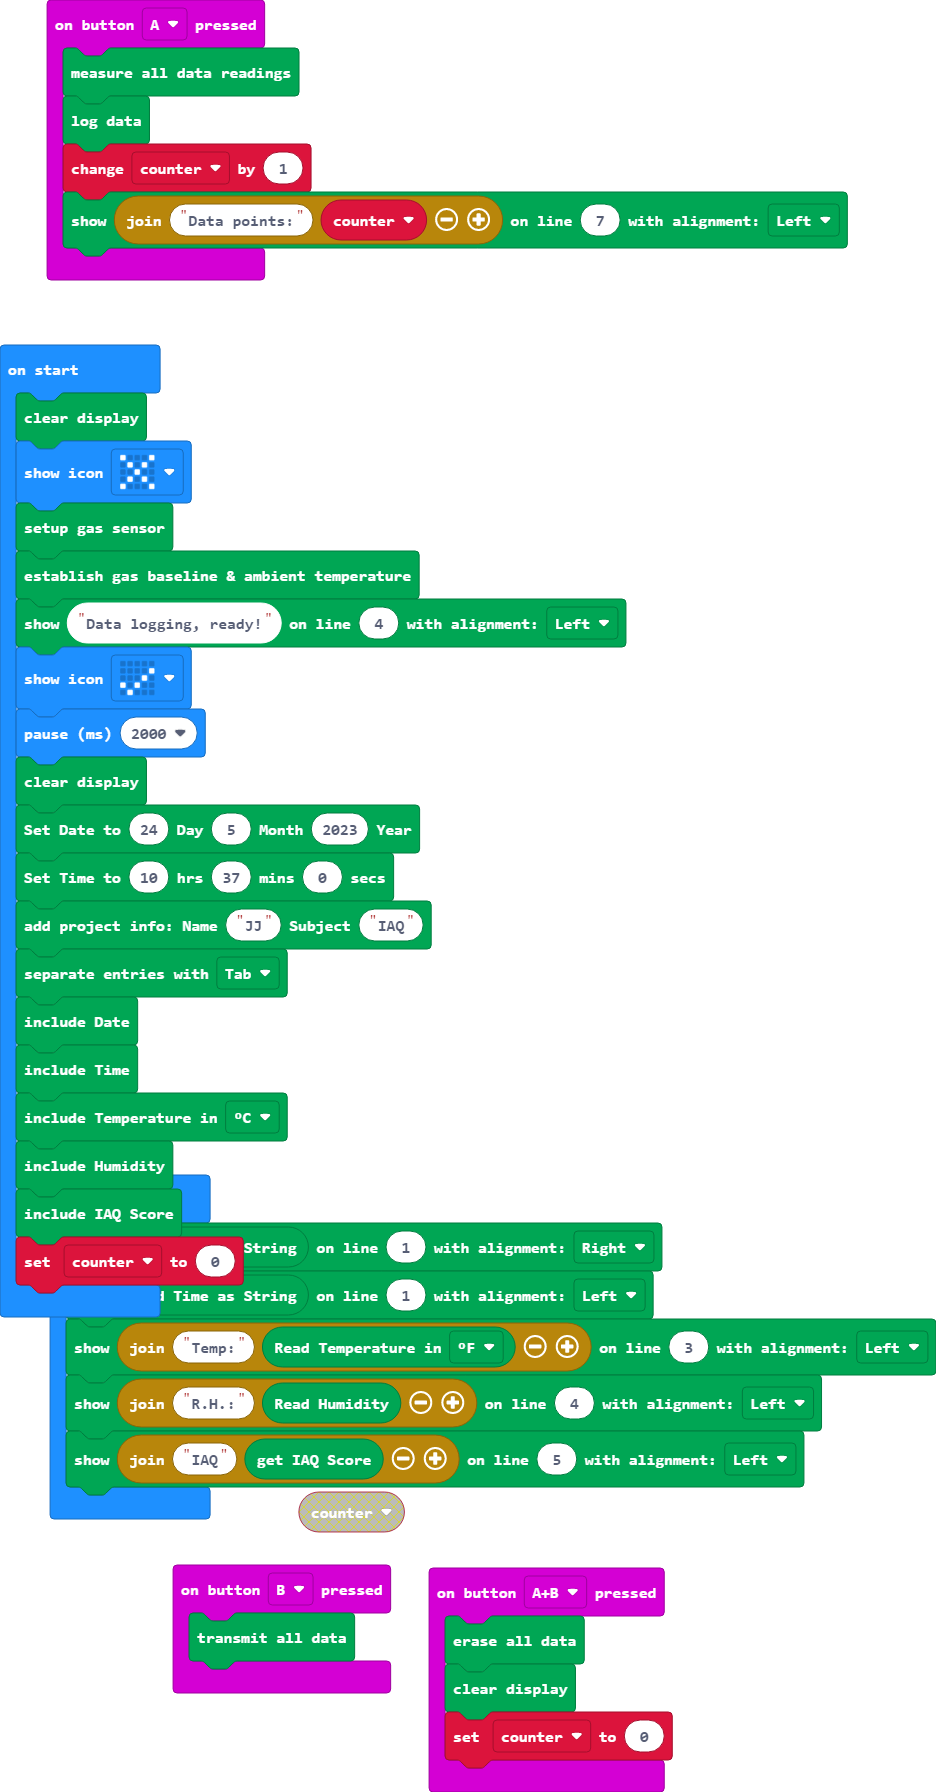 on button A pressed
measure all data readings
log data
change counter by 1
show join "Data points:" counter on line 7 with alignment: Left
on start
clear display
show icon
setup gas sensor
establish gas baseline & ambient temperature
show "Data logging, ready!" on line 4 with alignment: Left
show icon
pause (ms) 2000
clear display
Set Date to 24 Day 5 Month 2023 Year
Set Time to 10 hrs 37 mins 0 secs
add project info: Name "JJ" Subject "IAQ"
separate entries with Tab
include Date
include Time
include Temperature in ºC
include Humidity
include IAQ Score
String on line 1 with alignment: Right
set counter to 0
Time as String on line 1 with alignment: Left
show join "Temp:" Read Temperature in ºF on line 3 with alignment: Left
show join "R.H.:" Read Humidity on line 4 with alignment: Left
show join "IAQ" get IAQ Score on line 5 with alignment: Left
counter
on button B pressed
transmit all data
on button A+B pressed
erase all data
clear display
set counter to 0